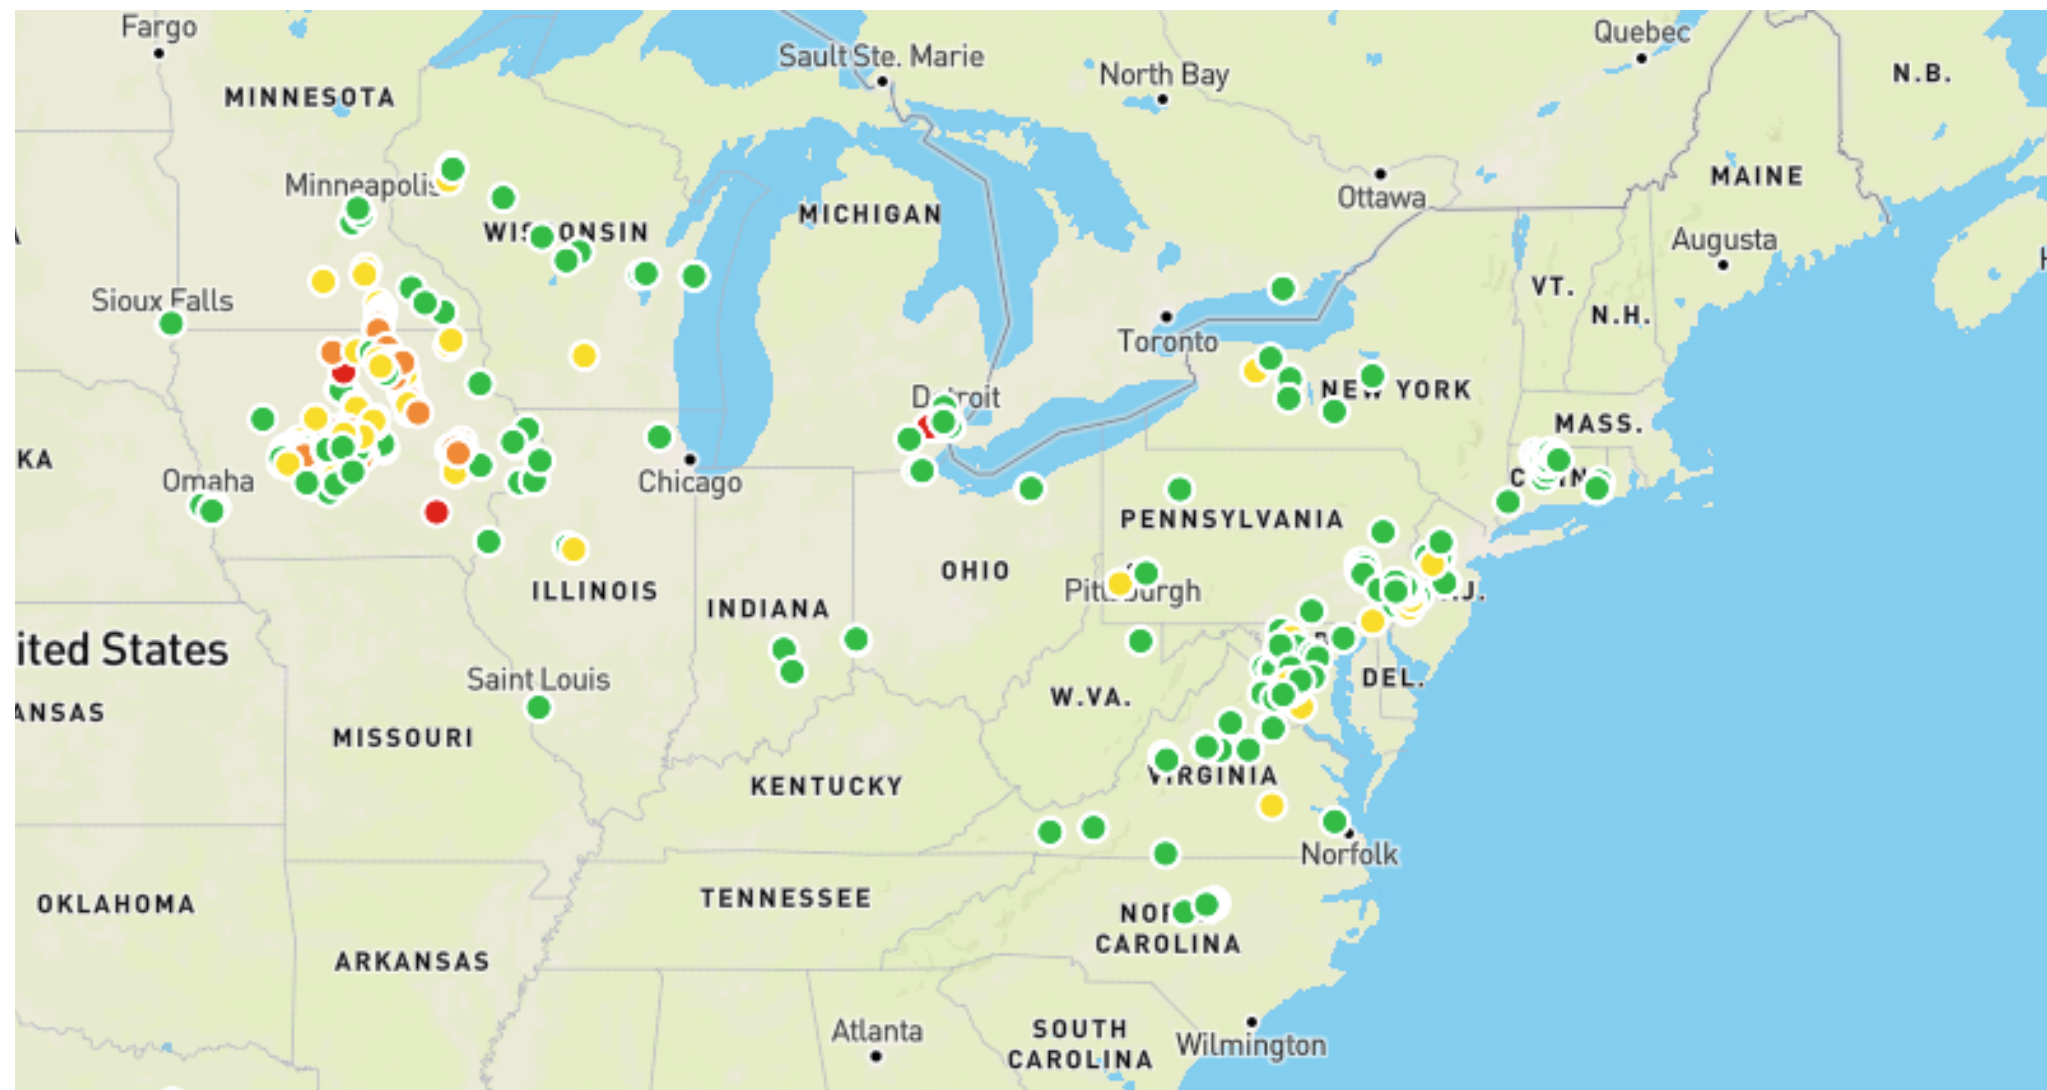 Fargo
Quebec
Sault Ste. Marie
North Bay
N.B.
MINNESOTA
Minneapolis
Ottawa
MAINE
MICHIGAN
WISCONSIN
Augusta
Sioux Falls
VT.
N.H.
Toronto
Detroit
NEW YORK
MASS.
KA
Omaha
Chicago
CONN.
PENNSYLVANIA
ILLINOIS
OHIO
Pittsburgh
N.J.
INDIANA
ited States
Saint Louis
DEL.
W.VA.
ANSAS
MISSOURI
VIRGINIA
KENTUCKY
Norfolk
TENNESSEE
OKLAHOMA
NORTH
CAROLINA
ARKANSAS
Atlanta
SOUTH
CAROLINA
Wilmington